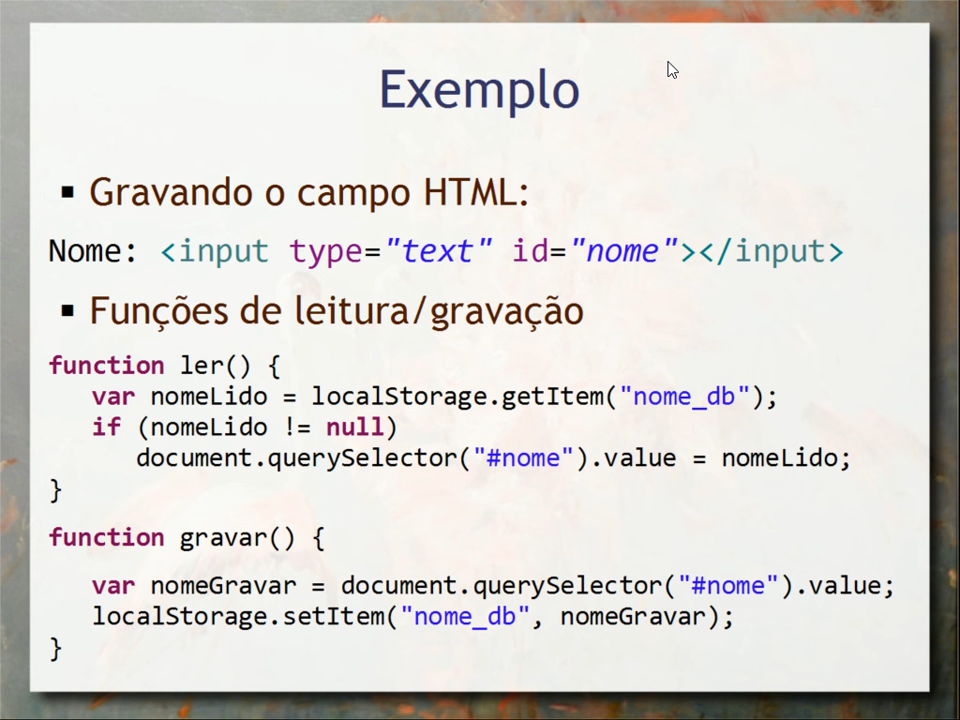 Exemplo
▪ Gravando o campo HTML:
Nome: <input type="text" id="nome"></input>
▪ Funções de leitura/gravação
function ler() {
   var nomeLido = localStorage.getItem("nome_db");
   if (nomeLido != null)
      document.querySelector("#nome").value = nomeLido;
}
function gravar() {
   var nomeGravar = document.querySelector("#nome").value;
   localStorage.setItem("nome_db", nomeGravar);
}